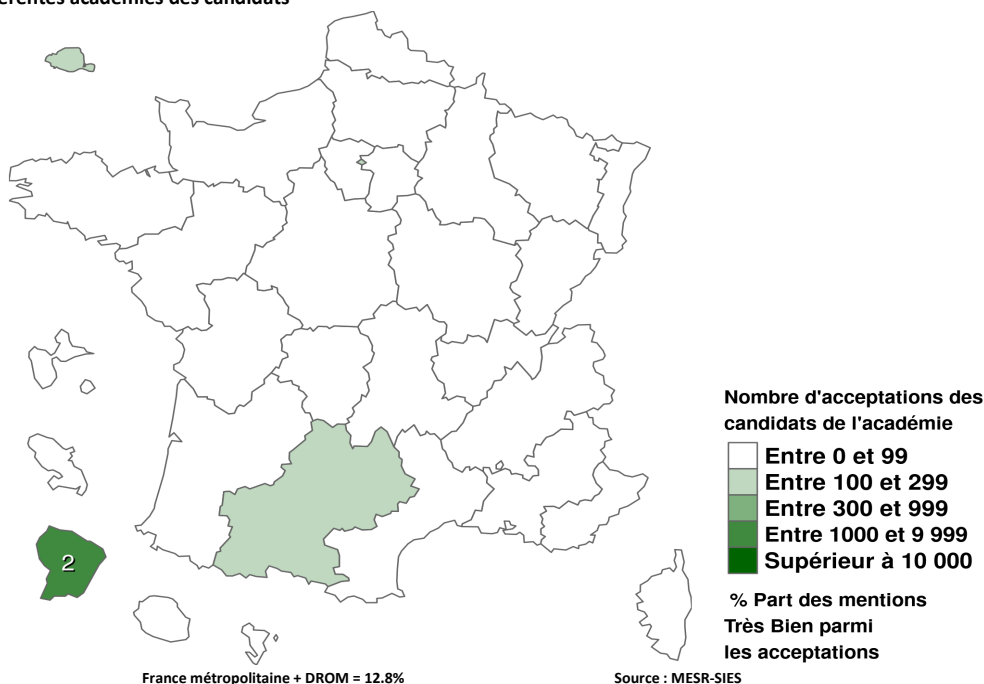 érentes académies des candidats
2
Nombre d'acceptations des
candidats de l'académie
Entre 0 et 99
Entre 100 et 299
Entre 300 et 999
Entre 1000 et 9 999
Supérieur à 10 000
% Part des mentions
Très Bien parmi
les acceptations
France métropolitaine + DROM = 12.8%
Source : MESR-SIES